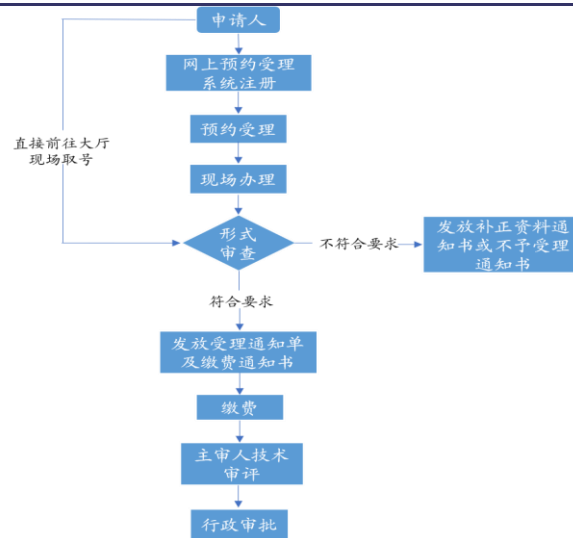 申请人
网上预约受理
系统注册
预约受理
直接前往大厅
现场取号
现场办理
形式
审查
不符合要求
发放补正资料通
知书或不予受理
通知书
符合要求
发放受理通知单
及缴费通知书
缴费
主审人技术
审评
行政审批